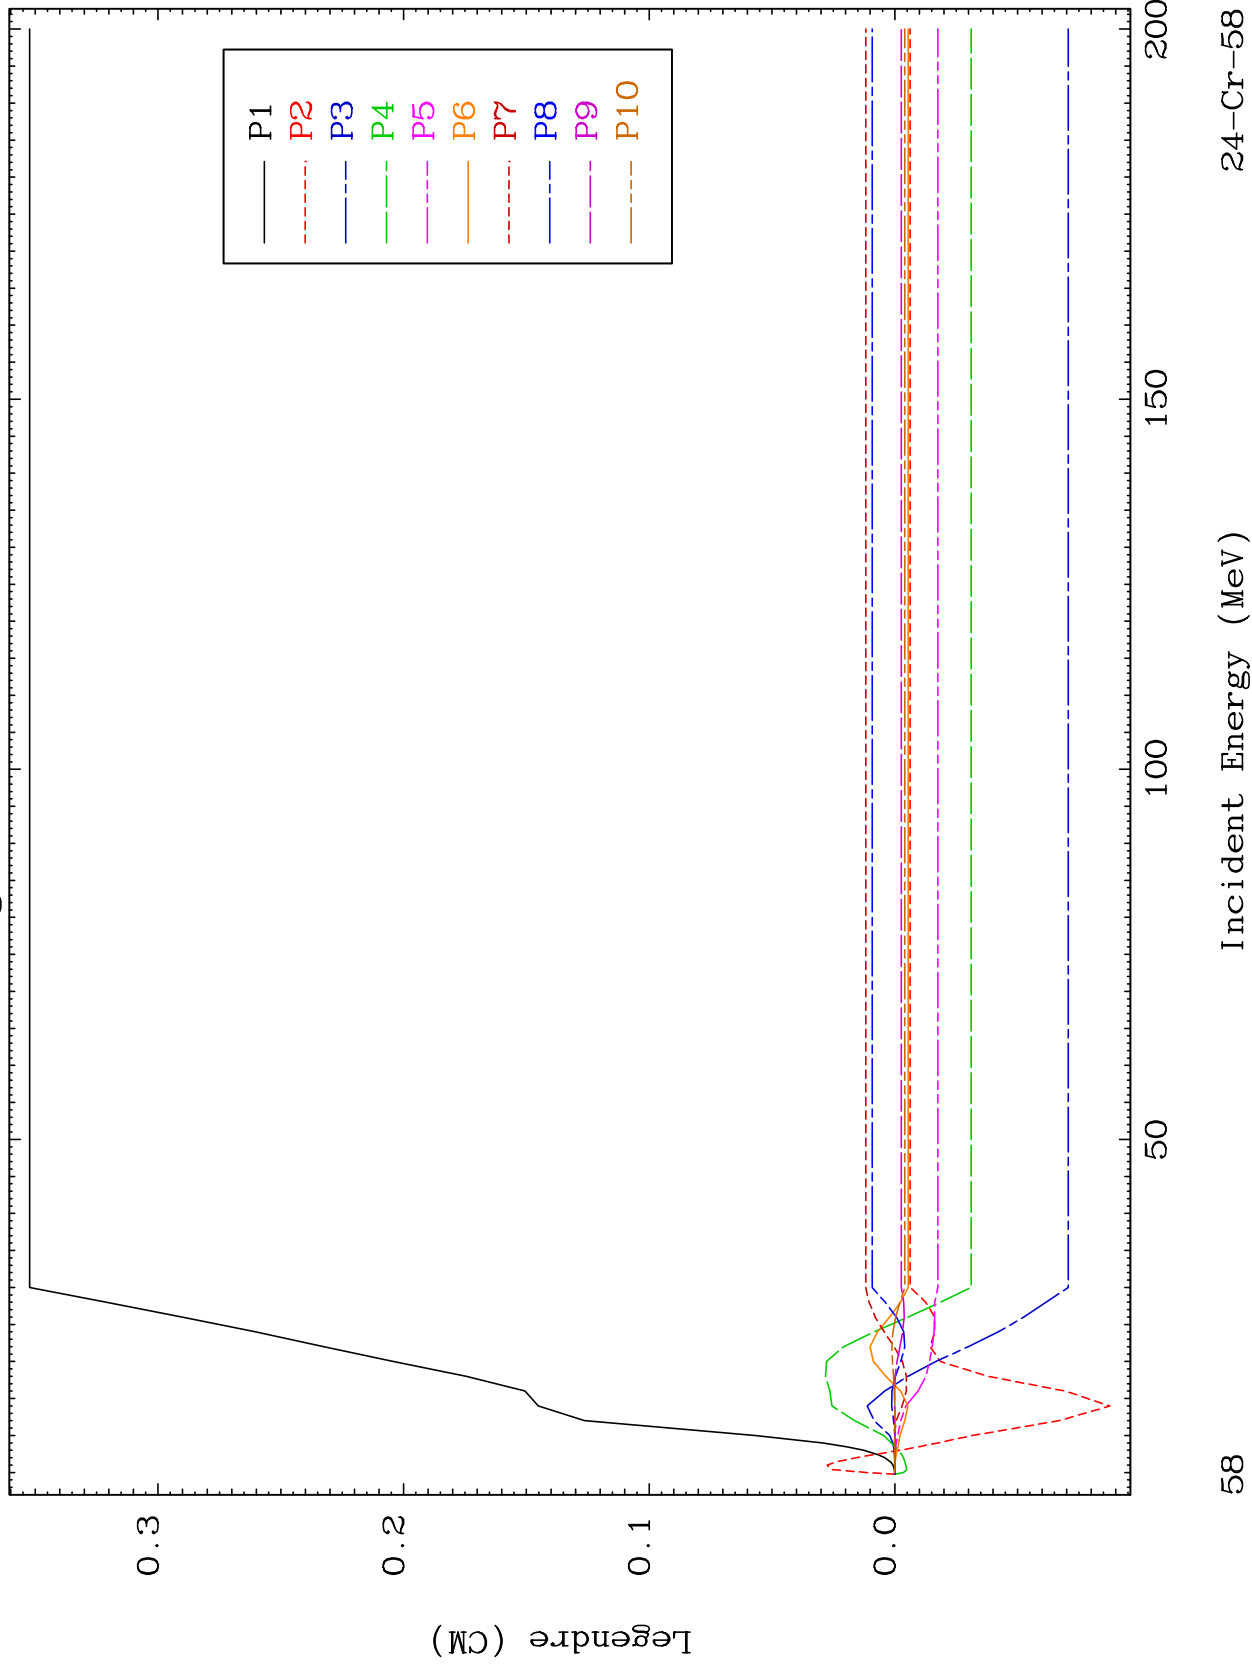 Legendre (CM)
0.3
0.2
0.1
0.0
P1
P2
P3
P4
P5
P6
P7
P8
P9
P10
50
100
150
200
Incident Energy (MeV)
58
24-Cr-58